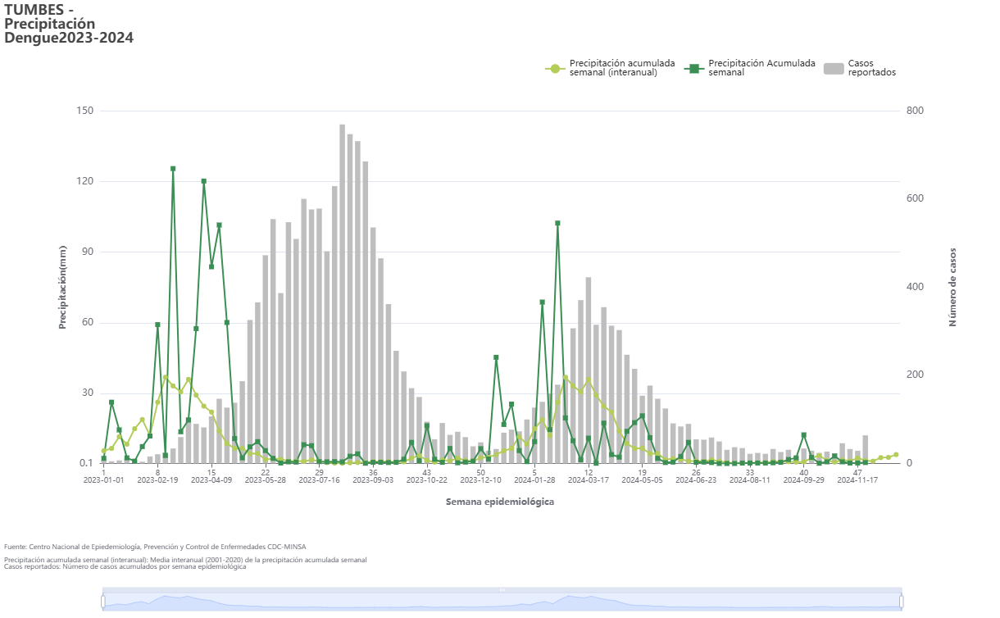 TUMBES -
Precipitación
Dengue2023-2024
Precipitación acumulada
semanal (interanual)
Precipitación Acumulada
semanal
Casos
reportados
150
120
90
60
30
0.1
800
600
400
200
0
Precipitación(mm)
Número de casos
1 8 15 22 29 36 43 50 5 12 19 26 33 40 47
2023-01-01 2023-02-19 2023-04-09 2023-05-28 2023-07-16 2023-09-03 2023-10-22 2023-12-10 2024-01-28 2024-03-17 2024-05-05 2024-06-23 2024-08-11 2024-09-29 2024-11-17
Semana epidemiológica
Fuente: Centro Nacional de Epiedemiología, Prevención y Control de Enfermedades CDC-MINSA
Precipitación acumulada semanal (interanual): Media interanual (2001-2020) de la precipitación acumulada semanal
Casos reportados: Número de casos acumulados por semana epidemiológica